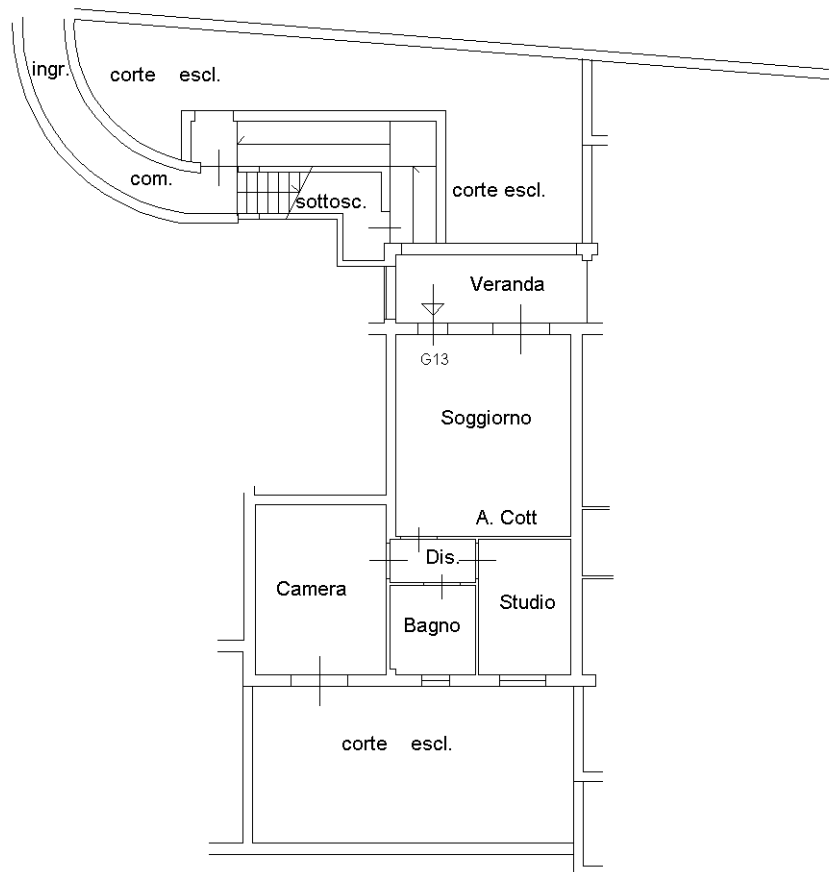 ingr.
corte escl.
com.
sottosc.
corte escl.
Veranda
G13
Soggiorno
A. Cott
Dis.
Camera
Studio
Bagno
corte escl.